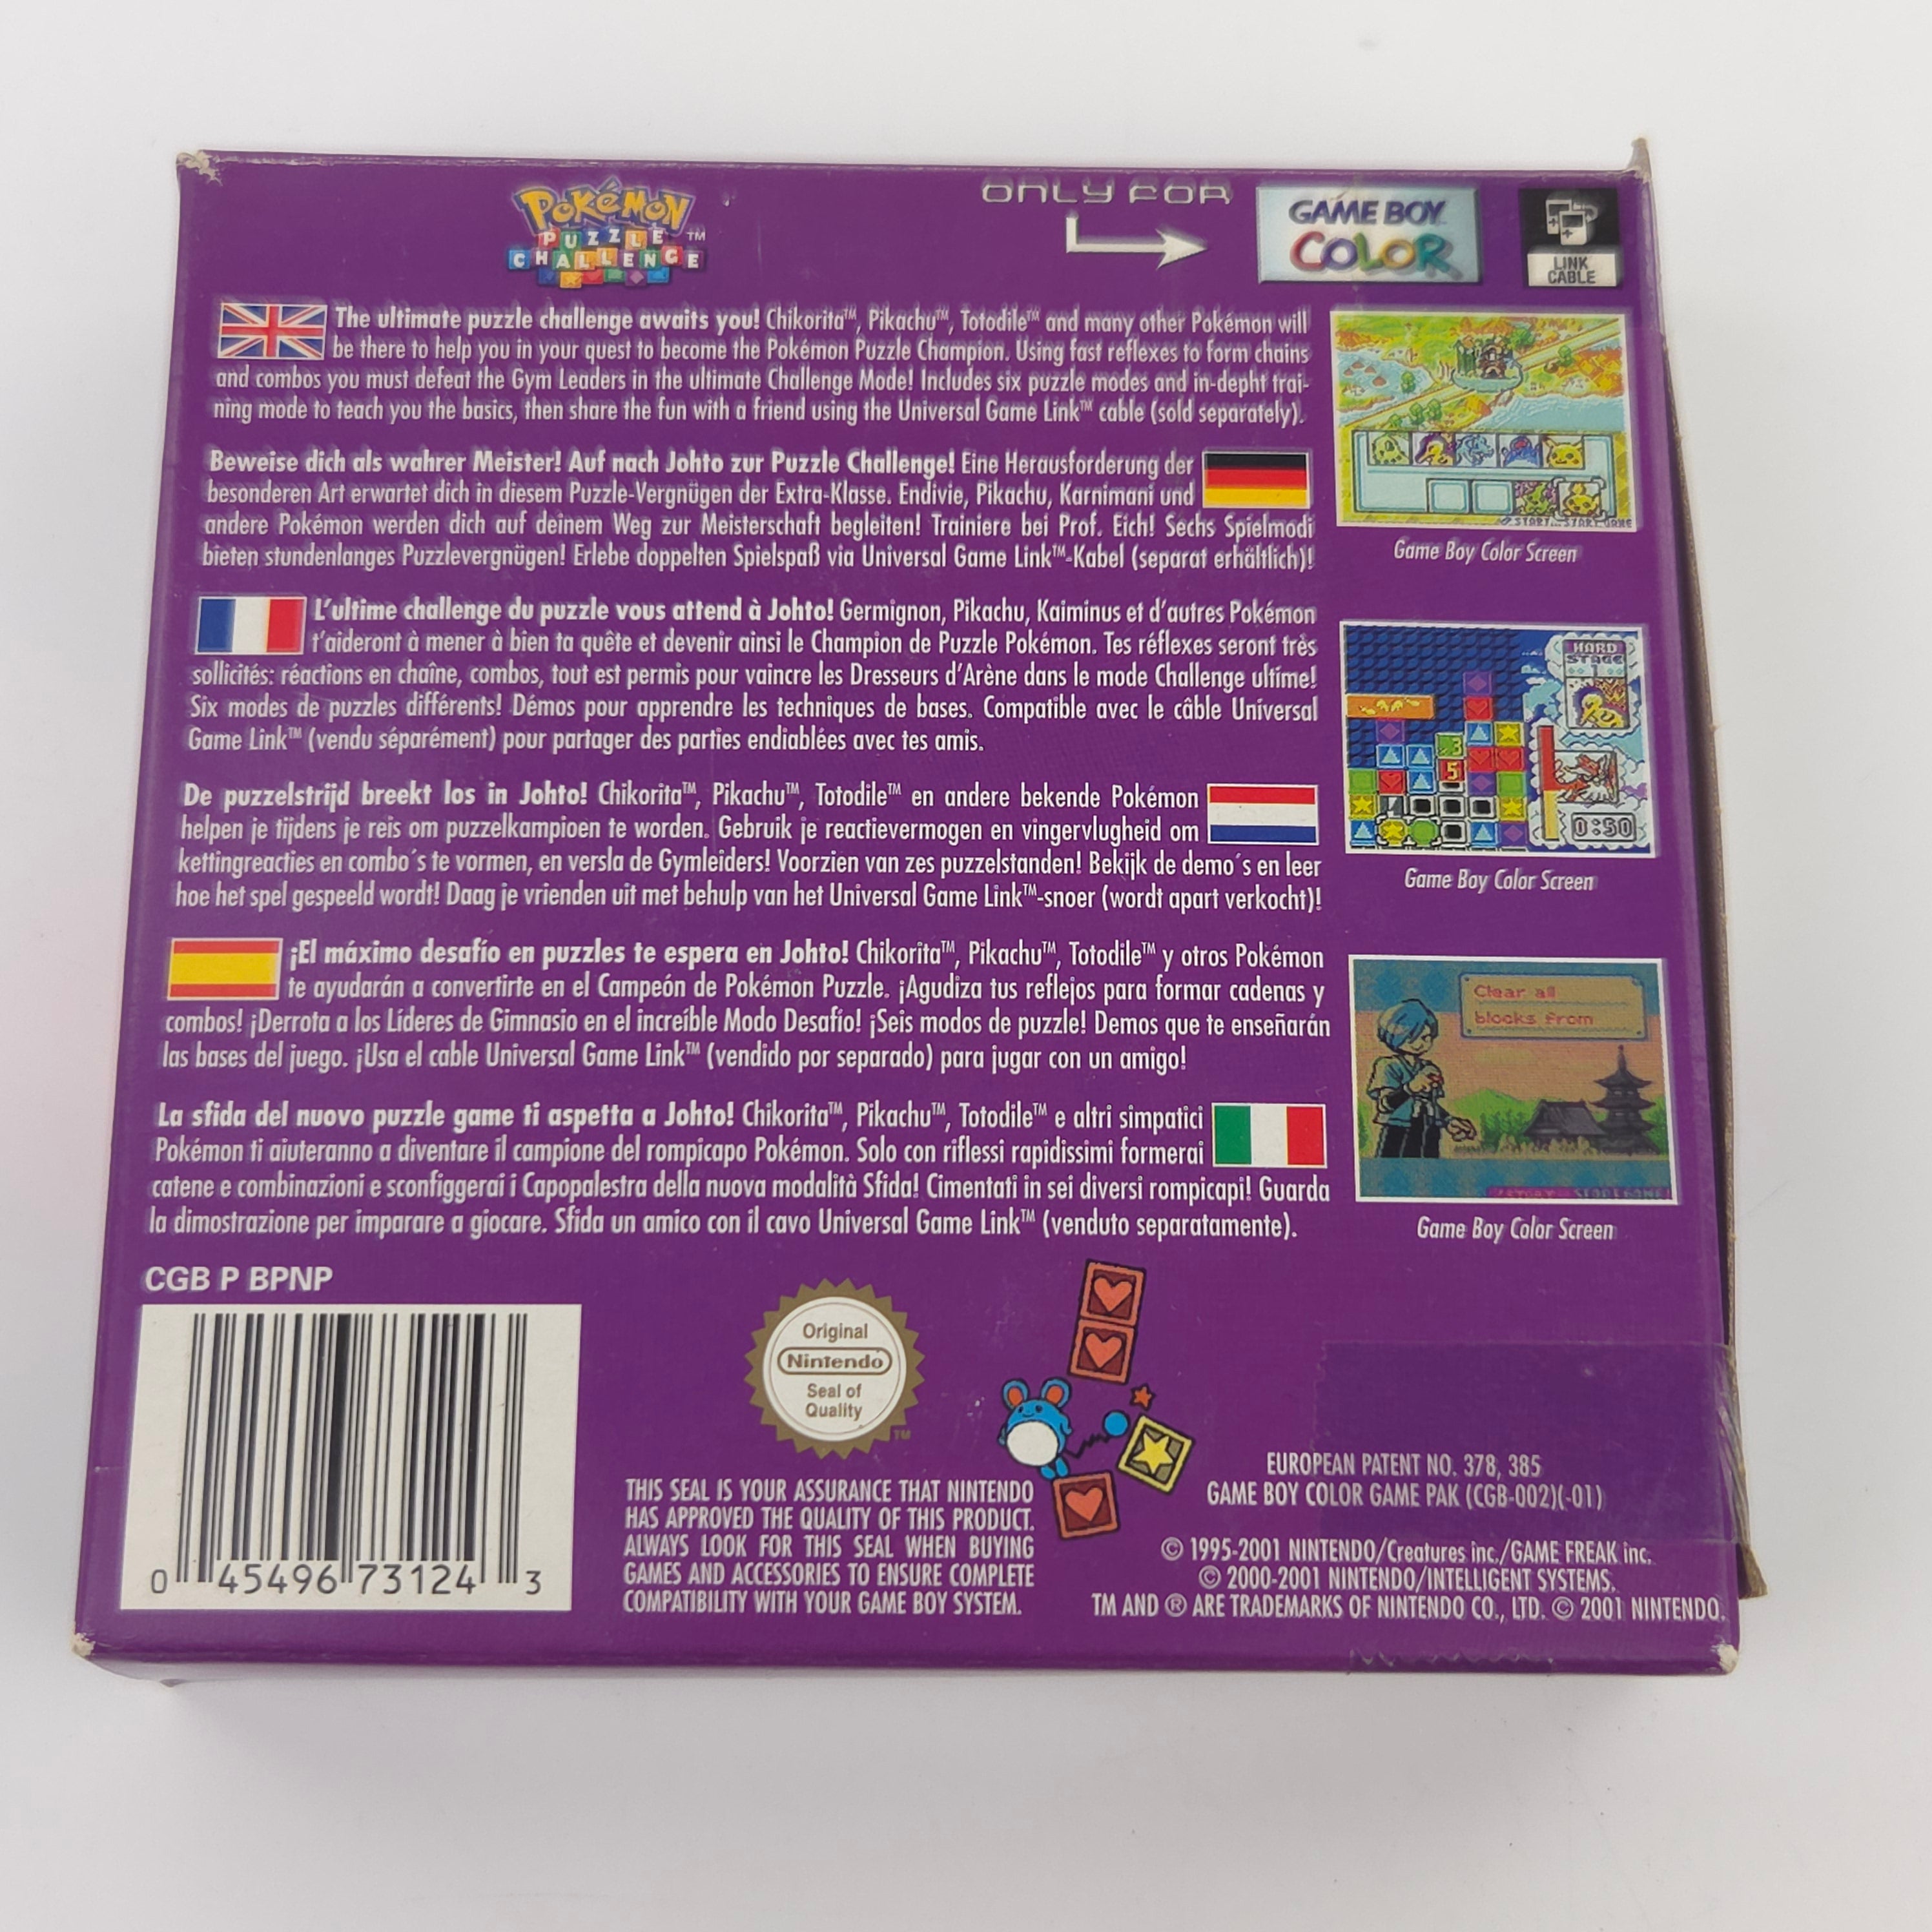 POKéMON
PUZZLE ™
CHALLENGE
ONLY FOR
GAME BOY
COLOR
LINK
CABLE
The ultimate puzzle challenge awaits you! Chikorita™, Pikachu™, Totodile™ and many other Pokémon will
be there to help you in your quest to become the Pokémon Puzzle Champion. Using fast reflexes to form chains
and combos you must defeat the Gym Leaders in the ultimate Challenge Mode! Includes six puzzle modes and in-depht trai-
ning mode to teach you the basics, then share the fun with a friend using the Universal Game Link™ cable (sold separately).
START...START GAME
Game Boy Color Screen
Beweise dich als wahrer Meister! Auf nach Johto zur Puzzle Challenge! Eine Herausforderung der
besonderen Art erwartet dich in diesem Puzzle-Vergnügen der Extra-Klasse. Endivie, Pikachu, Karnimani und
andere Pokémon werden dich auf deinem Weg zur Meisterschaft begleiten! Trainiere bei Prof. Eich! Sechs Spielmodi
bieten stundenlanges Puzzlevergnügen! Erlebe doppelten Spielspaß via Universal Game Link™-Kabel (separat erhältlich)!
L'ultime challenge du puzzle vous attend à Johto! Germignon, Pikachu, Kaiminus et d'autres Pokémon
t'aideront à mener à bien ta quête et devenir ainsi le Champion de Puzzle Pokémon. Tes réflexes seront très
sollicités: réactions en chaîne, combos, tout est permis pour vaincre les Dresseurs d'Arène dans le mode Challenge ultime!
Six modes de puzzles différents! Démos pour apprendre les techniques de bases. Compatible avec le câble Universal
Game Link™ (vendu séparément) pour partager des parties endiablées avec tes amis.
HARD
STAGE
1
3
5
0:50
Game Boy Color Screen
De puzzelstrijd breekt los in Johto! Chikorita™, Pikachu™, Totodile™ en andere bekende Pokémon
helpen je tijdens je reis om puzzelkampioen te worden. Gebruik je reactievermogen en vingervlugheid om
kettingreacties en combo´s te vormen, en versla de Gymleiders! Voorzien van zes puzzelstanden! Bekijk de demo´s en leer
hoe het spel gespeeld wordt! Daag je vrienden uit met behulp van het Universal Game Link™-snoer (wordt apart verkocht)!
¡El máximo desafío en puzzles te espera en Johto! Chikorita™, Pikachu™, Totodile™ y otros Pokémon
te ayudarán a convertirte en el Campeón de Pokémon Puzzle. ¡Agudiza tus reflejos para formar cadenas y
combos! ¡Derrota a los Líderes de Gimnasio en el increíble Modo Desafío! ¡Seis modos de puzzle! Demos que te enseñarán
las bases del juego. ¡Usa el cable Universal Game Link™ (vendido por separado) para jugar con un amigo!
Clear all
blocks from
Game Boy Color Screen
La sfida del nuovo puzzle game ti aspetta a Johto! Chikorita™, Pikachu™, Totodile™ e altri simpatici
Pokémon ti aiuteranno a diventare il campione del rompicapo Pokémon. Solo con riflessi rapidissimi formerai
catene e combinazioni e sconfiggerai i Capopalestra della nuova modalità Sfida! Cimentati in sei diversi rompicapi! Guarda
la dimostrazione per imparare a giocare. Sfida un amico con il cavo Universal Game Link™ (venduto separatamente).
CGB P BPNP
0 45496 73124 3
Original
Nintendo
Seal of
Quality
TM
THIS SEAL IS YOUR ASSURANCE THAT NINTENDO
HAS APPROVED THE QUALITY OF THIS PRODUCT.
ALWAYS LOOK FOR THIS SEAL WHEN BUYING
GAMES AND ACCESSORIES TO ENSURE COMPLETE
COMPATIBILITY WITH YOUR GAME BOY SYSTEM.
EUROPEAN PATENT NO. 378, 385
GAME BOY COLOR GAME PAK (CGB-002)(-01)
© 1995-2001 NINTENDO/Creatures inc./GAME FREAK inc.
© 2000-2001 NINTENDO/INTELLIGENT SYSTEMS.
TM AND ® ARE TRADEMARKS OF NINTENDO CO., LTD. © 2001 NINTENDO.